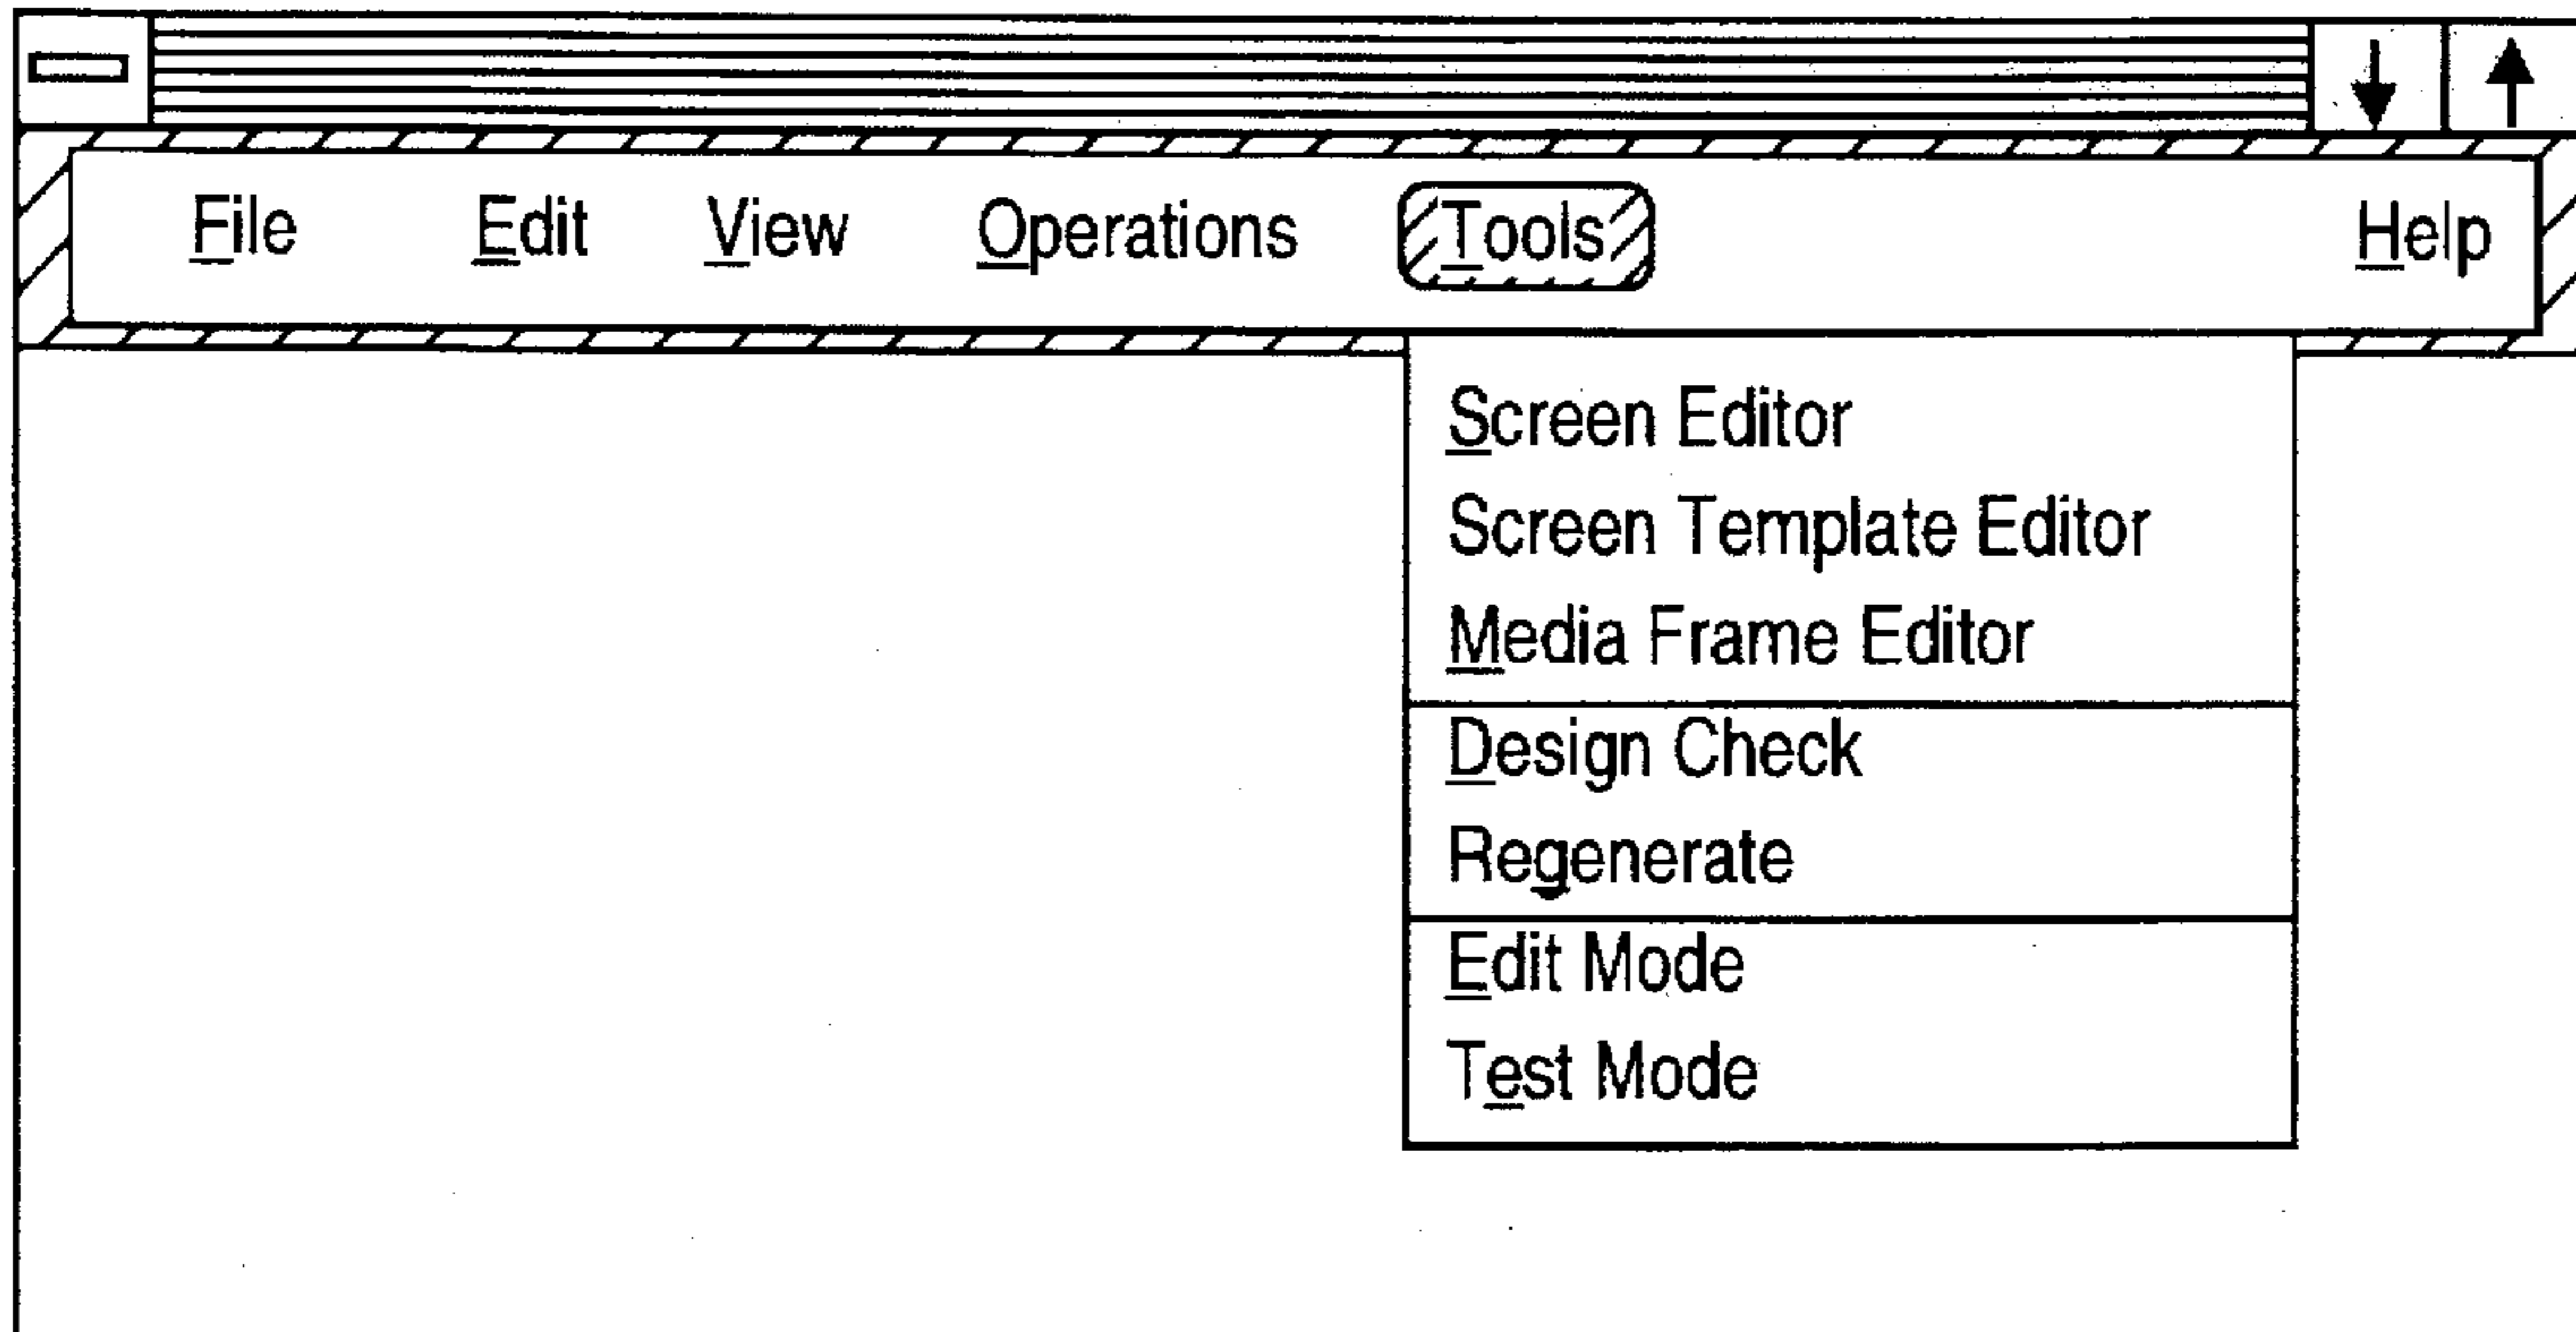 File Edit View Operations Tools Help
Screen Editor
Screen Template Editor
Media Frame Editor
Design Check
Regenerate
Edit Mode
Test Mode